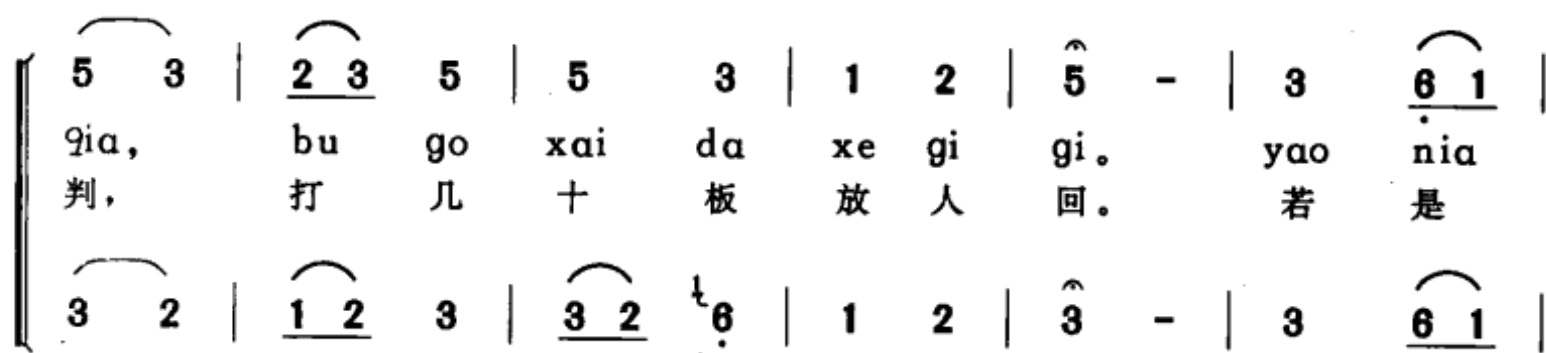 5 3 | 2 3 5 | 5 3 | 1 2 | 5 - | 3 6 1 |
qia, bu go xai da xe gi gi。 yao nia
判, 打 几 十 板 放 人 回。 若 是
3 2 | 1 2 3 | 3 2 6 | 1 2 | 3 - | 3 6 1 |